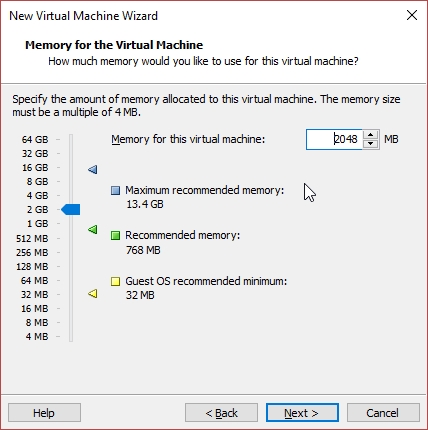 New Virtual Machine Wizard
Memory for the Virtual Machine
How much memory would you like to use for this virtual machine?
Specify the amount of memory allocated to this virtual machine. The memory size
must be a multiple of 4 MB.
Memory for this virtual machine: 2048 MB
64 GB
32 GB
16 GB
8 GB
4 GB
2 GB
1 GB
512 MB
256 MB
128 MB
64 MB
32 MB
16 MB
8 MB
4 MB
Maximum recommended memory:
13.4 GB
Recommended memory:
768 MB
Guest OS recommended minimum:
32 MB
Help
< Back
Next >
Cancel